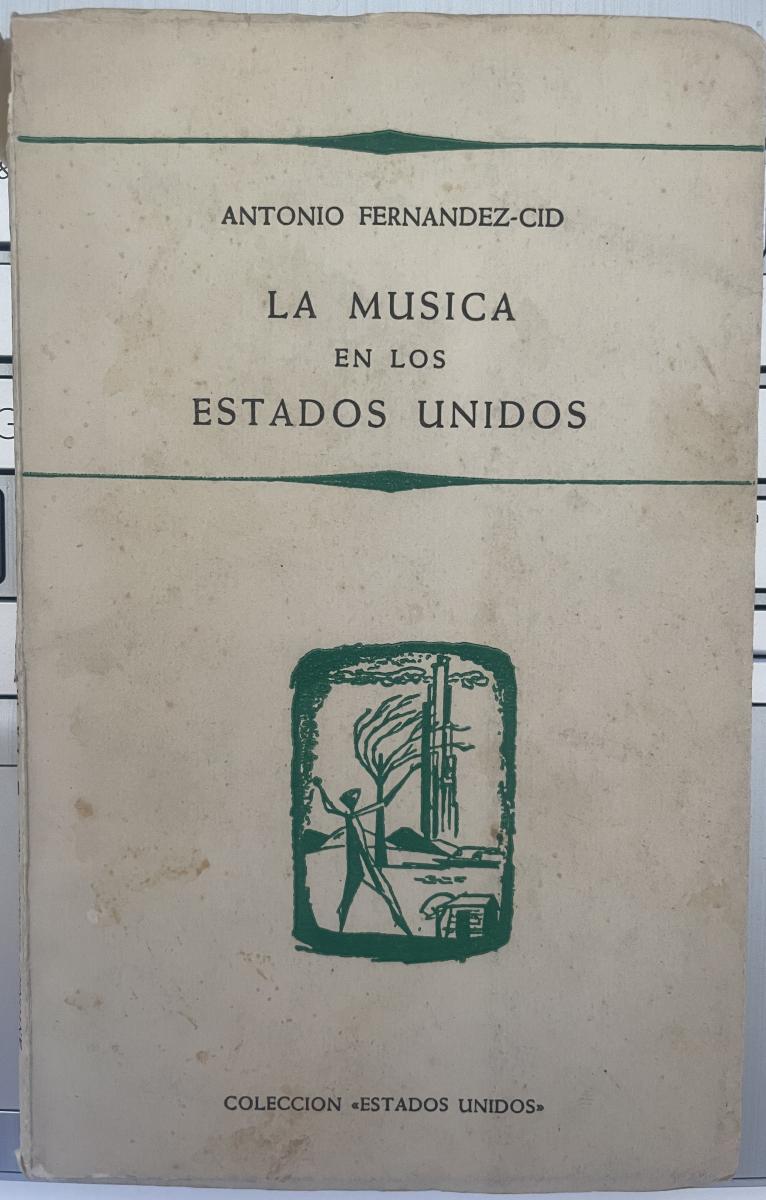 ANTONIO FERNANDEZ-CID
LA MUSICA
EN LOS
ESTADOS UNIDOS
COLECCION «ESTADOS UNIDOS»